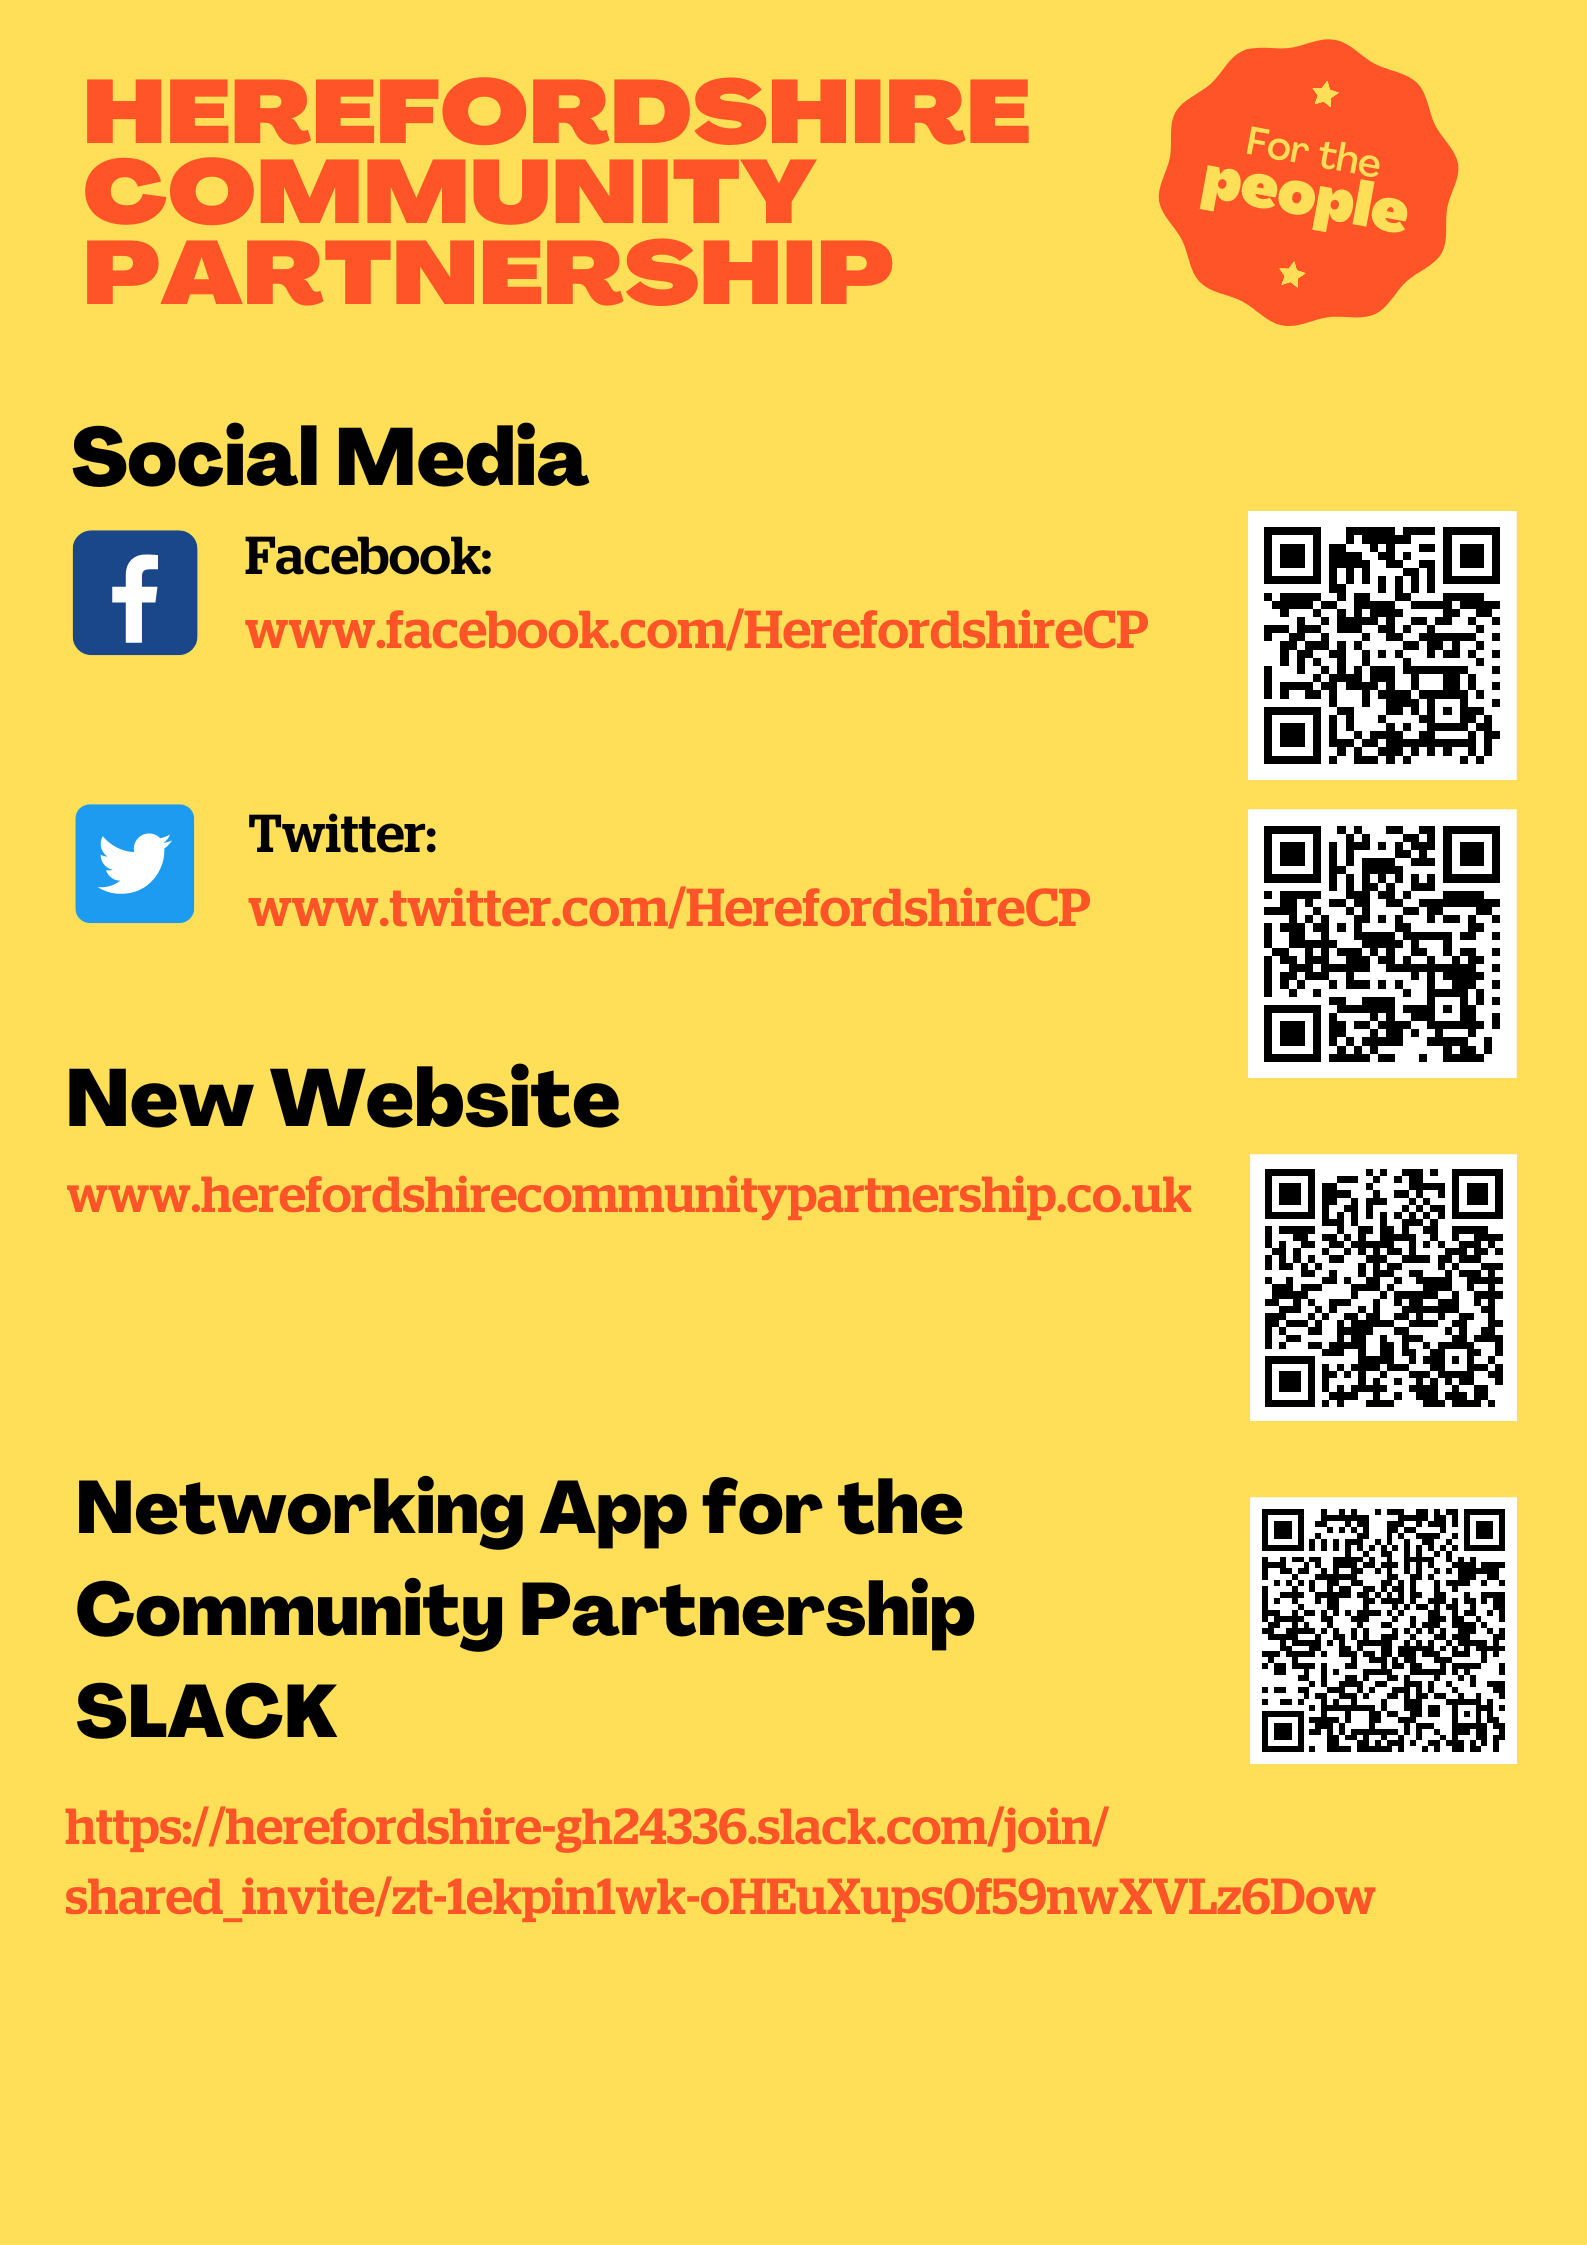 HEREFORDSHIRE
COMMUNITY
PARTNERSHIP
For the
people
Social Media
Facebook:
www.facebook.com/HerefordshireCP
Twitter:
www.twitter.com/HerefordshireCP
New Website
www.herefordshirecommunitypartnership.co.uk
Networking App for the
Community Partnership
SLACK
https://herefordshire-gh24336.slack.com/join/
shared_invite/zt-1ekpin1wk-oHEuXups0f59nwXVLz6Dow